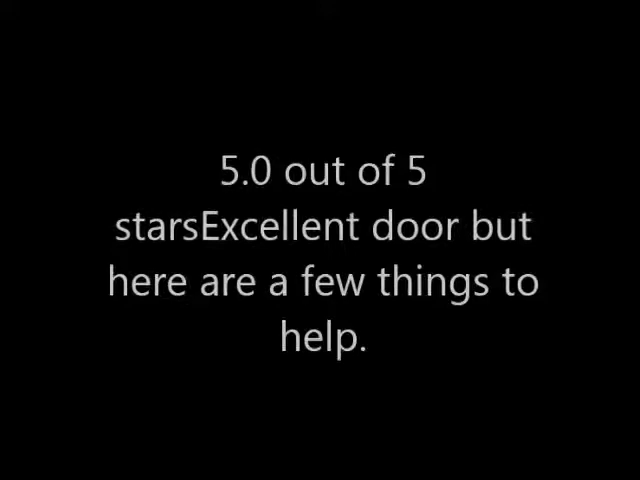 5.0 out of 5
starsExcellent door but
here are a few things to
help.